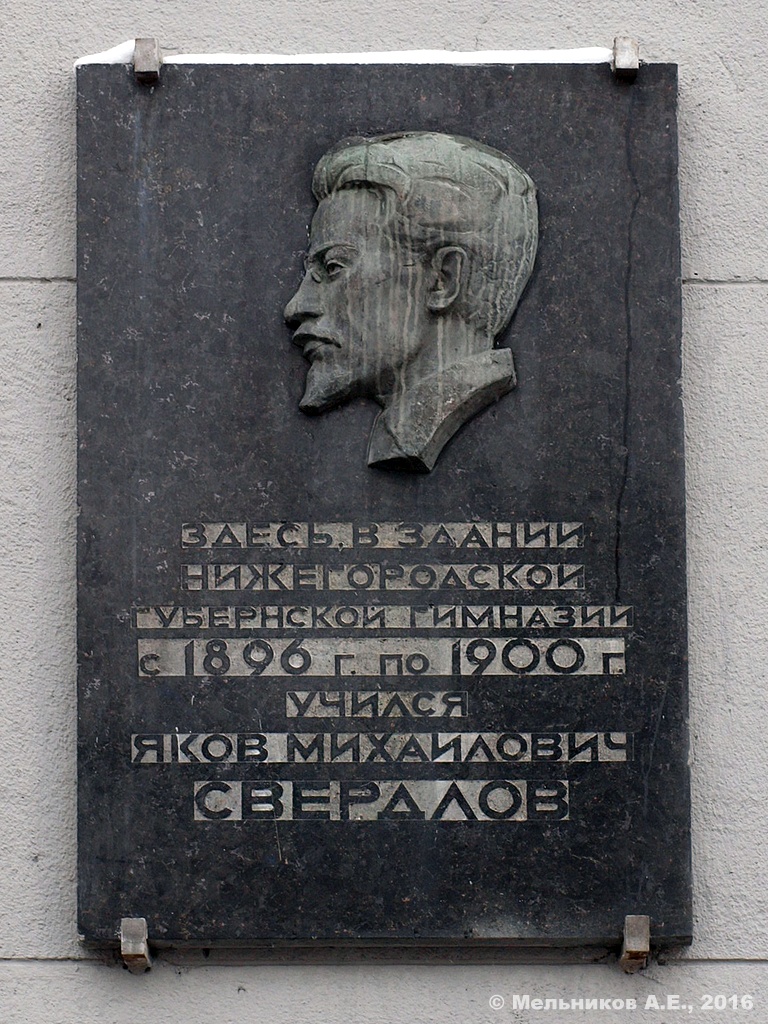 ЗДЕСЬ, В ЗДАНИИ
НИЖЕГОРОДСКОЙ
ГУБЕРНСКОЙ ГИМНАЗИИ
С 1896 Г. ПО 1900 Г.
УЧИЛСЯ
ЯКОВ МИХАЙЛОВИЧ
СВЕРДЛОВ
© Мельников А.Е., 2016